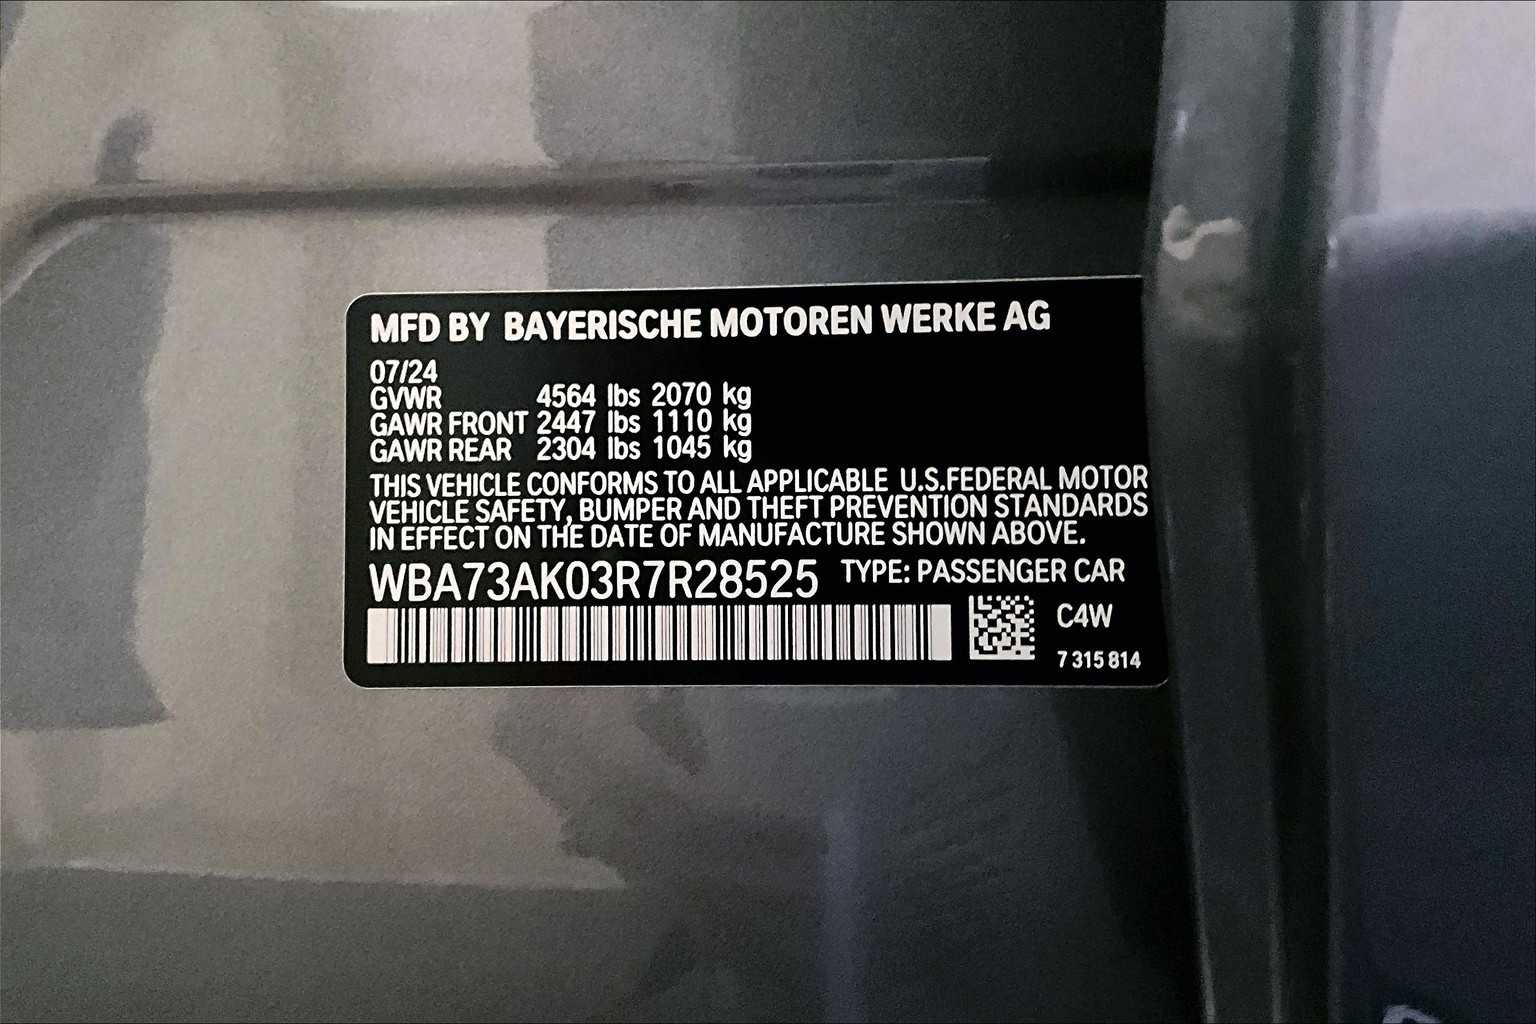 MFD BY BAYERISCHE MOTOREN WERKE AG
07/24
GVWR 4564 lbs 2070 kg
GAWR FRONT 2447 lbs 1110 kg
GAWR REAR 2304 lbs 1045 kg
THIS VEHICLE CONFORMS TO ALL APPLICABLE U.S.FEDERAL MOTOR
VEHICLE SAFETY, BUMPER AND THEFT PREVENTION STANDARDS
IN EFFECT ON THE DATE OF MANUFACTURE SHOWN ABOVE.
WBA73AK03R7R28525 TYPE: PASSENGER CAR
C4W
7 315 814